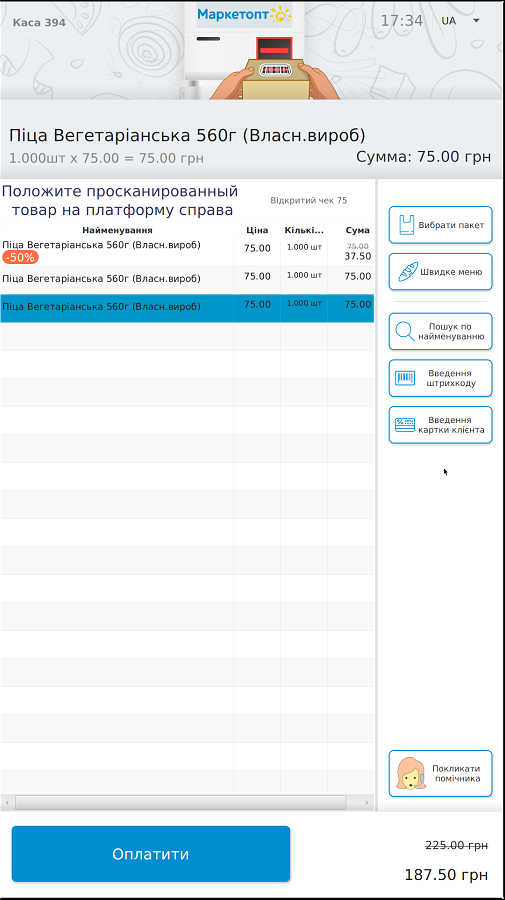 Каса 394
Маркетопт
17:34
UA
Піца Вегетаріанська 560г (Власн.вироб)
1.000шт x 75.00 = 75.00 грн
Сумма: 75.00 грн
Положите просканированный
товар на платформу справа
Відкритий чек 75
Найменування Ціна Кількі... Сума
Піца Вегетаріанська 560г (Власн.вироб) 75.00 1.000 шт 75.00
-50% 37.50
Піца Вегетаріанська 560г (Власн.вироб) 75.00 1.000 шт 75.00
Піца Вегетаріанська 560г (Власн.вироб) 75.00 1.000 шт 75.00
Вибрати пакет
Швидке меню
Пошук по
найменуванню
Введення
штрихкоду
Введення
картки клієнта
Покликати
помічника
Оплатити
225.00 грн
187.50 грн